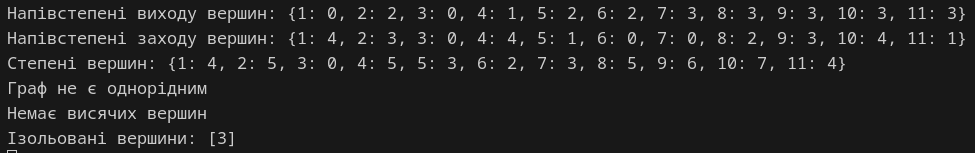 Напівстепені виходу вершин: {1: 0, 2: 2, 3: 0, 4: 1, 5: 2, 6: 2, 7: 3, 8: 3, 9: 3, 10: 3, 11: 3}
Напівстепені заходу вершин: {1: 4, 2: 3, 3: 0, 4: 4, 5: 1, 6: 0, 7: 0, 8: 2, 9: 3, 10: 4, 11: 1}
Степені вершин: {1: 4, 2: 5, 3: 0, 4: 5, 5: 3, 6: 2, 7: 3, 8: 5, 9: 6, 10: 7, 11: 4}
Граф не є однорідним
Немає висячих вершин
Ізольовані вершини: [3]